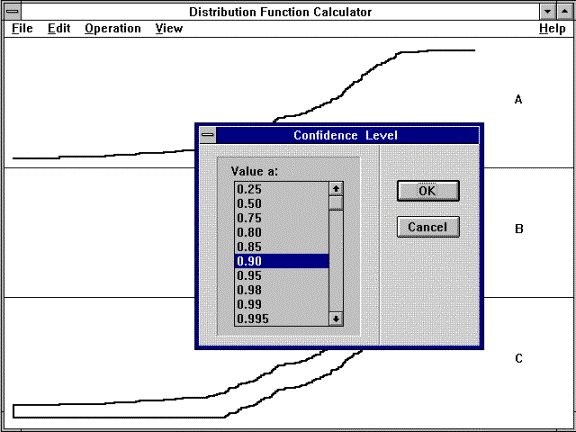 Distribution Function Calculator
File Edit Operation View Help
A
Confidence Level
Value a:
0.25
0.50
0.75
0.80
0.85
0.90
0.95
0.98
0.99
0.995
OK
Cancel
B
C